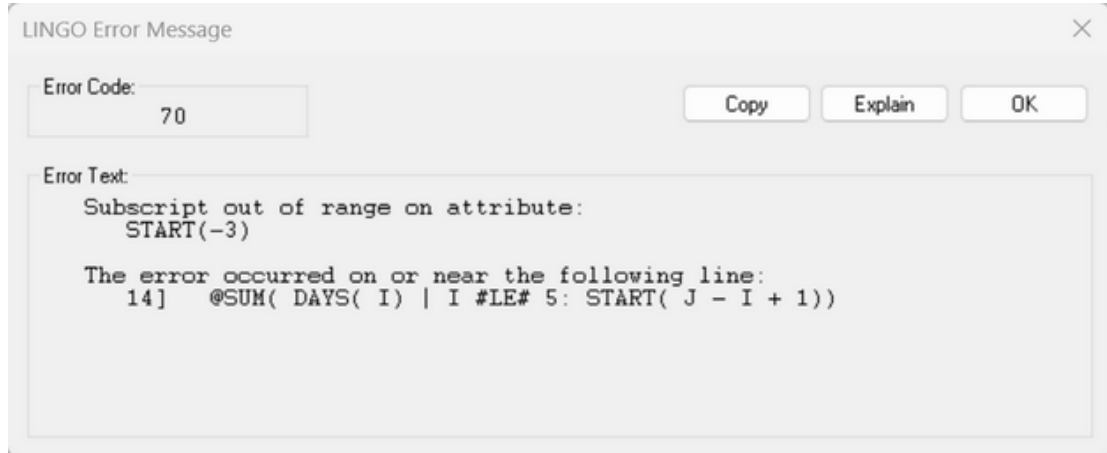 LINGO Error Message
Error Code:
70
Copy Explain OK
Error Text:
Subscript out of range on attribute:
START(-3)
The error occurred on or near the following line:
14] @SUM( DAYS( I) | I #LE# 5: START( J - I + 1))